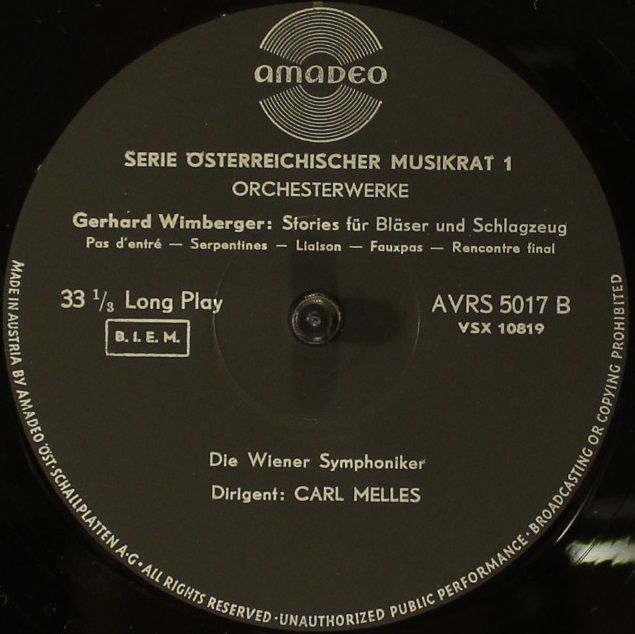 amadeo
SERIE ÖSTERREICHISCHER MUSIKRAT 1
ORCHESTERWERKE
Gerhard Wimberger: Stories für Bläser und Schlagzeug
Pas d'entré — Serpentines — Liaison — Fauxpas — Rencontre final
33 1/3 Long Play
B. I. E. M.
AVRS 5017 B
VSX 10819
Die Wiener Symphoniker
Dirigent: CARL MELLES
MADE IN AUSTRIA BY AMADEO ÖST·SCHALLPLATTEN A·G· ALL RIGHTS RESERVED · UNAUTHORIZED PUBLIC PERFORMANCE · BROADCASTING OR COPYING PROHIBITED